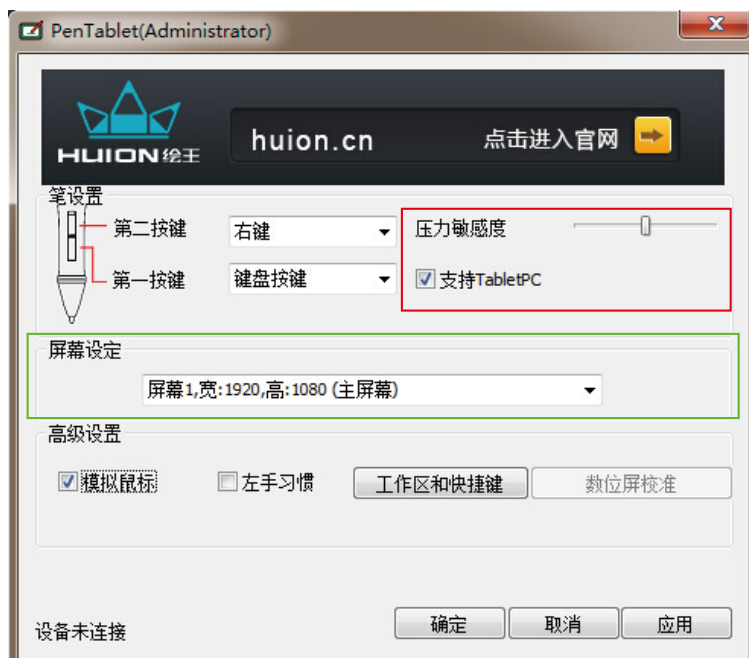 PenTablet(Administrator)
HUION绘王
huion.cn 点击进入官网
笔设置
第二按键 右键 压力敏感度
第一按键 键盘按键 支持TabletPC
屏幕设定
屏幕1,宽:1920,高:1080 (主屏幕)
高级设置
模拟鼠标 左手习惯 工作区和快捷键 数位屏校准
设备未连接 确定 取消 应用